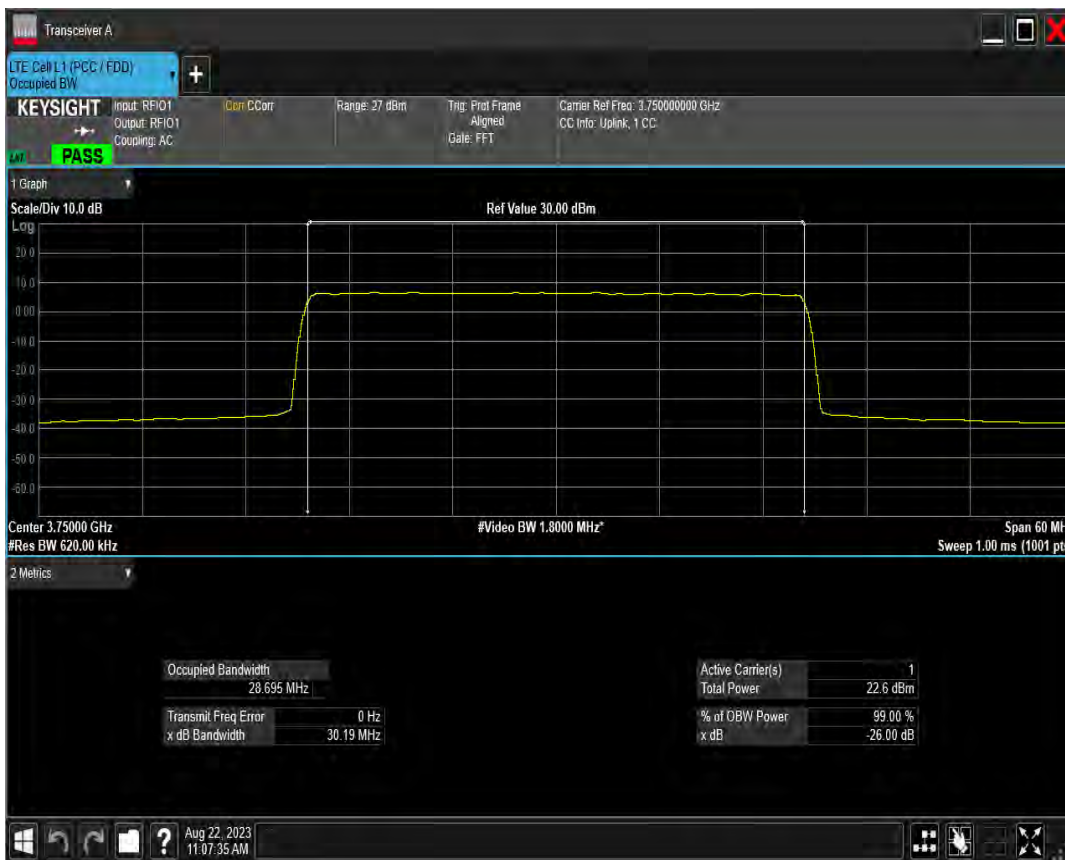 Transceiver A
LTE Cell L1 (PCC / FDD)
Occupied BW
+
KEYSIGHT
Input: RFIO1
Output: RFIO1
Coupling: AC
Corr CCorr
Range: 27 dBm
Trig: Prot Frame
Aligned
Gate: FFT
Carrier Ref Freq: 3.750000000 GHz
CC Info: Uplink, 1 CC
PASS
1 Graph
Scale/Div 10.0 dB
Ref Value 30.00 dBm
Log
20.0
10.0
0.00
-10.0
-20.0
-30.0
-40.0
-50.0
-60.0
Center 3.75000 GHz
#Video BW 1.8000 MHz*
Span 60 MH
#Res BW 620.00 kHz
Sweep 1.00 ms (1001 pt
2 Metrics
Occupied Bandwidth
28.695 MHz
Transmit Freq Error 0 Hz
x dB Bandwidth 30.19 MHz
Active Carrier(s) 1
Total Power 22.6 dBm
% of OBW Power 99.00 %
x dB -26.00 dB
?
Aug 22, 2023
11:07:35 AM